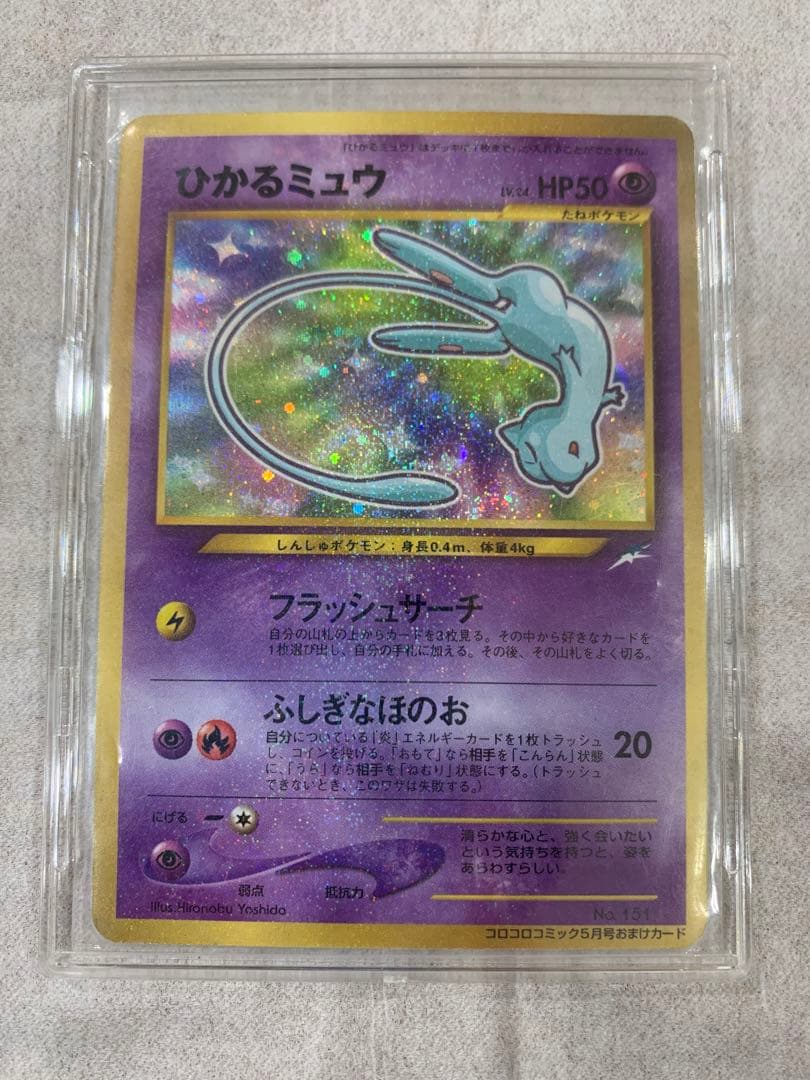 「ひかるミュウ」はデッキに1枚までしか入れることができません。
ひかるミュウ LV.24 HP50
たねポケモン
しんしゅポケモン：身長0.4m、体重4kg
フラッシュサーチ
自分の山札の上からカードを3枚見る。その中から好きなカードを
1枚選び出し、自分の手札に加える。その後、その山札をよく切る。
ふしぎなほのお
自分についている「炎」エネルギーカードを1枚トラッシュ
し、コインを投げる。「おもて」なら相手を「こんらん」状態
に、「うら」なら相手を「ねむり」状態にする。（トラッシュ
できないとき、このワザは失敗する。）
20
にげる
清らかな心と、強く会いたい
という気持ちを持つと、姿を
あらわすらしい。
弱点
抵抗力
Illus.Hironobu Yoshida
No.151
コロコロコミック5月号おまけカード